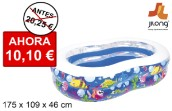 ANTES
20,25 €
AHORA
10,10 €
JILONG
175 x 109 x 46 cm